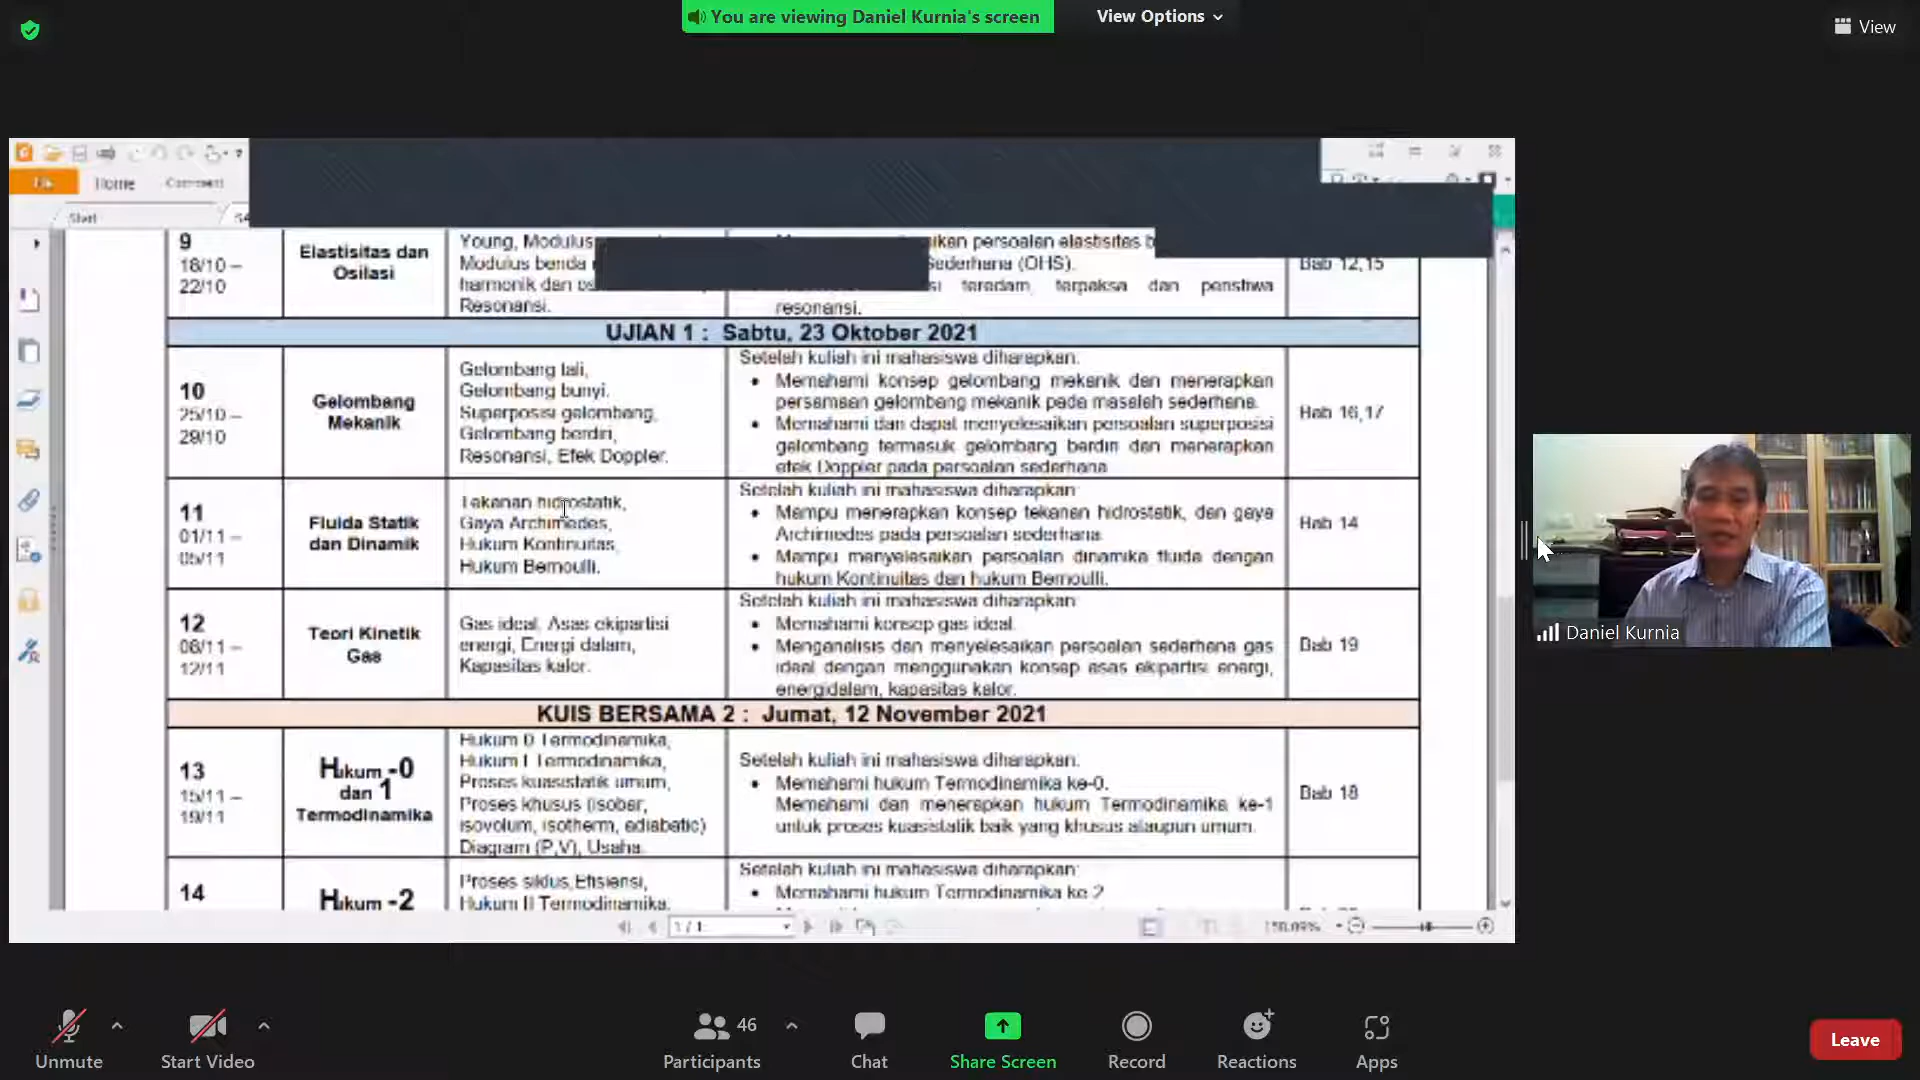 You are viewing Daniel Kurnia's screen
View Options
View
Home
Comment
Start
9
18/10 –
22/10
Elastisitas dan
Osilasi
Young, Modulus
Modulus benda
harmonik dan
Resonansi.
persoalan elastisitas
Sederhana (OHS).
teredam, terpaksa dan peristiwa
resonansi.
Bab 12,15
UJIAN 1 : Sabtu, 23 Oktober 2021
10
25/10 –
29/10
Gelombang
Mekanik
Gelombang tali,
Gelombang bunyi.
Superposisi gelombang,
Gelombang berdiri,
Resonansi, Efek Doppler.
Setelah kuliah ini mahasiswa diharapkan:
• Memahami konsep gelombang mekanik dan menerapkan
persamaan gelombang mekanik pada masalah sederhana.
• Memahami dan dapat menyelesaikan persoalan superposisi
gelombang termasuk gelombang berdiri dan menerapkan
efek Doppler pada persoalan sederhana
Bab 16,17
11
01/11 –
05/11
Fluida Statik
dan Dinamik
Tekanan hidrostatik,
Gaya Archimedes,
Hukum Kontinuitas,
Hukum Bernoulli.
Setelah kuliah ini mahasiswa diharapkan
• Mampu menerapkan konsep tekanan hidrostatik, dan gaya
Archimedes pada persoalan sederhana
• Mampu menyelesaikan persoalan dinamika fluida dengan
hukum Kontinuitas dan hukum Bernoulli.
Bab 14
12
08/11 –
12/11
Teori Kinetik
Gas
Gas ideal, Asas ekipartisi
energi, Energi dalam,
Kapasitas kalor.
Setelah kuliah ini mahasiswa diharapkan
• Memahami konsep gas ideal.
• Menganalisis dan menyelesaikan persoalan sederhana gas
ideal dengan menggunakan konsep asas ekipartisi energi,
energidalam, kapasitas kalor.
Bab 19
KUIS BERSAMA 2 : Jumat, 12 November 2021
13
15/11 –
19/11
Hukum -0
dan 1
Termodinamika
Hukum 0 Termodinamika,
Hukum I Termodinamika,
Proses kuasistatik umum,
Proses khusus (isobar,
isovolum, isotherm, adiabatic)
Diagram (P,V), Usaha.
Setelah kuliah ini mahasiswa diharapkan:
• Memahami hukum Termodinamika ke-0.
Memahami dan menerapkan hukum Termodinamika ke-1
untuk proses kuasistatik baik yang khusus ataupun umum.
Bab 18
14
Hukum -2
Proses siklus, Efisiensi,
Hukum II Termodinamika,
Setelah kuliah ini mahasiswa diharapkan:
• Memahami hukum Termodinamika ke 2
1 / 1
Daniel Kurnia
Unmute
Start Video
46
Participants
Chat
Share Screen
Record
Reactions
Apps
Leave